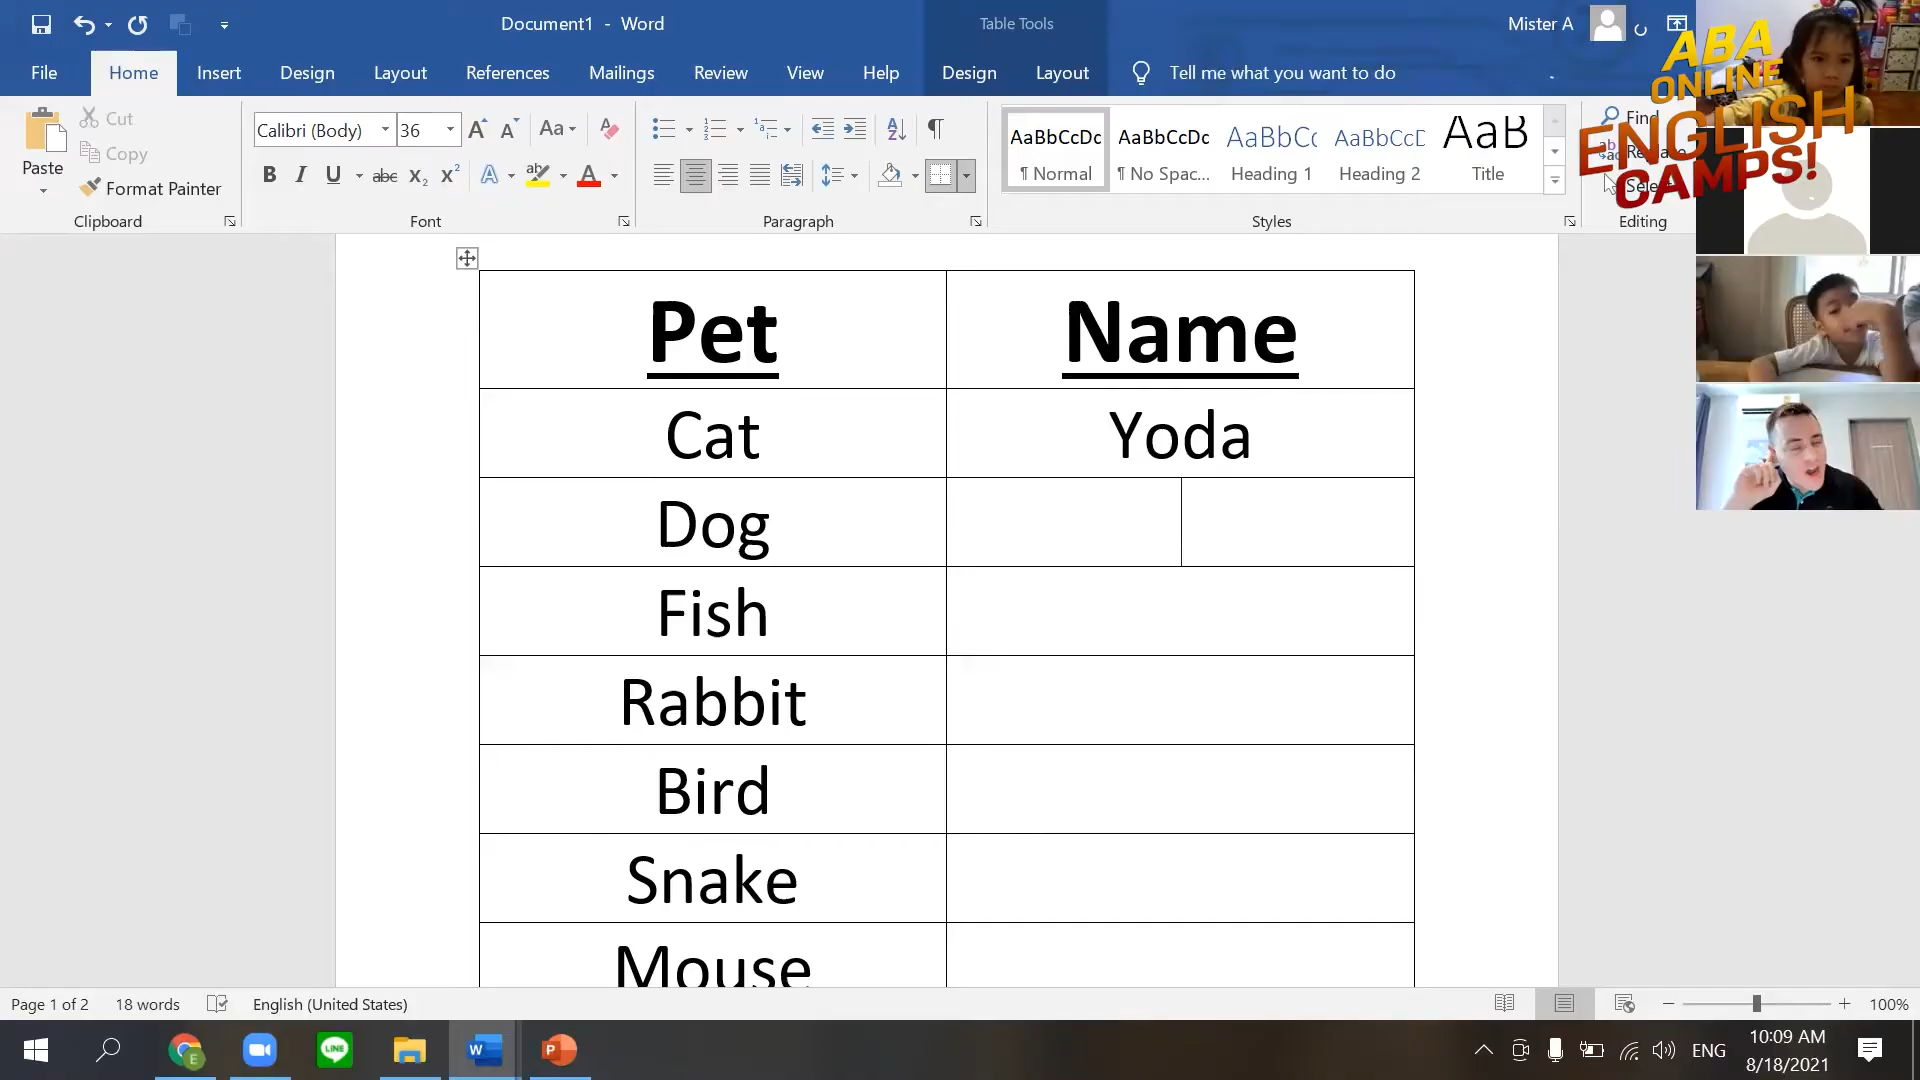 Document1 - Word
Table Tools
Mister A
File
Home
Insert
Design
Layout
References
Mailings
Review
View
Help
Design
Layout
Tell me what you want to do
ABA
ONLINE
ENGLISH
CAMPS!
Paste
Cut
Copy
Format Painter
Clipboard
Calibri (Body)
36
Font
Paragraph
AaBbCcDc
¶ Normal
AaBbCcDc
¶ No Spac...
AaBbCc
Heading 1
AaBbCcD
Heading 2
AaB
Title
Styles
Find
Replace
Select
Editing
Pet Name
Cat Yoda
Dog
Fish
Rabbit
Bird
Snake
Mouse
Page 1 of 2
18 words
English (United States)
100%
LINE
ENG
10:09 AM
8/18/2021